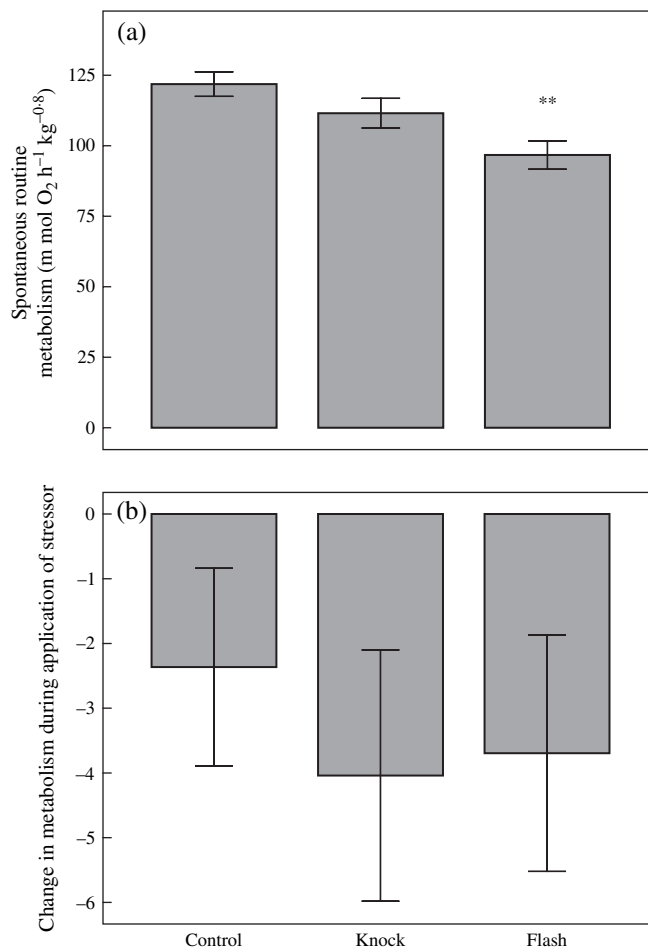 (a)
Spontaneous routine
metabolism (m mol O₂ h⁻¹ kg⁻⁰·⁸)
125
100
75
50
25
0
**
(b)
Change in metabolism during application of stressor
0
–1
–2
–3
–4
–5
–6
Control Knock Flash